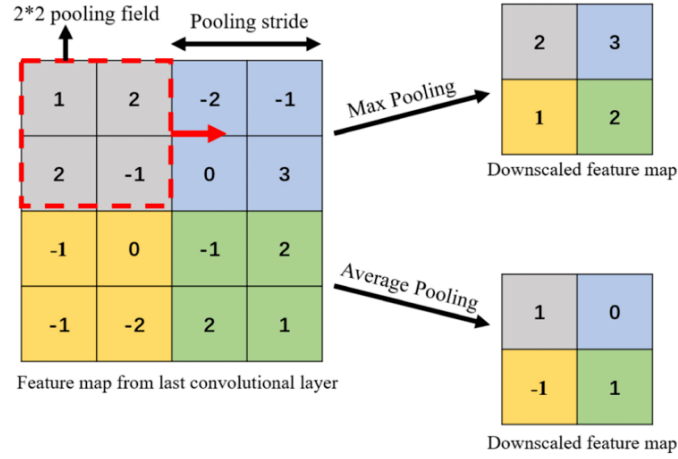 2*2 pooling field
Pooling stride
1 2 -2 -1
2 -1 0 3
-1 0 -1 2
-1 -2 2 1
Feature map from last convolutional layer
Max Pooling
2 3
1 2
Downscaled feature map
Average Pooling
1 0
-1 1
Downscaled feature map